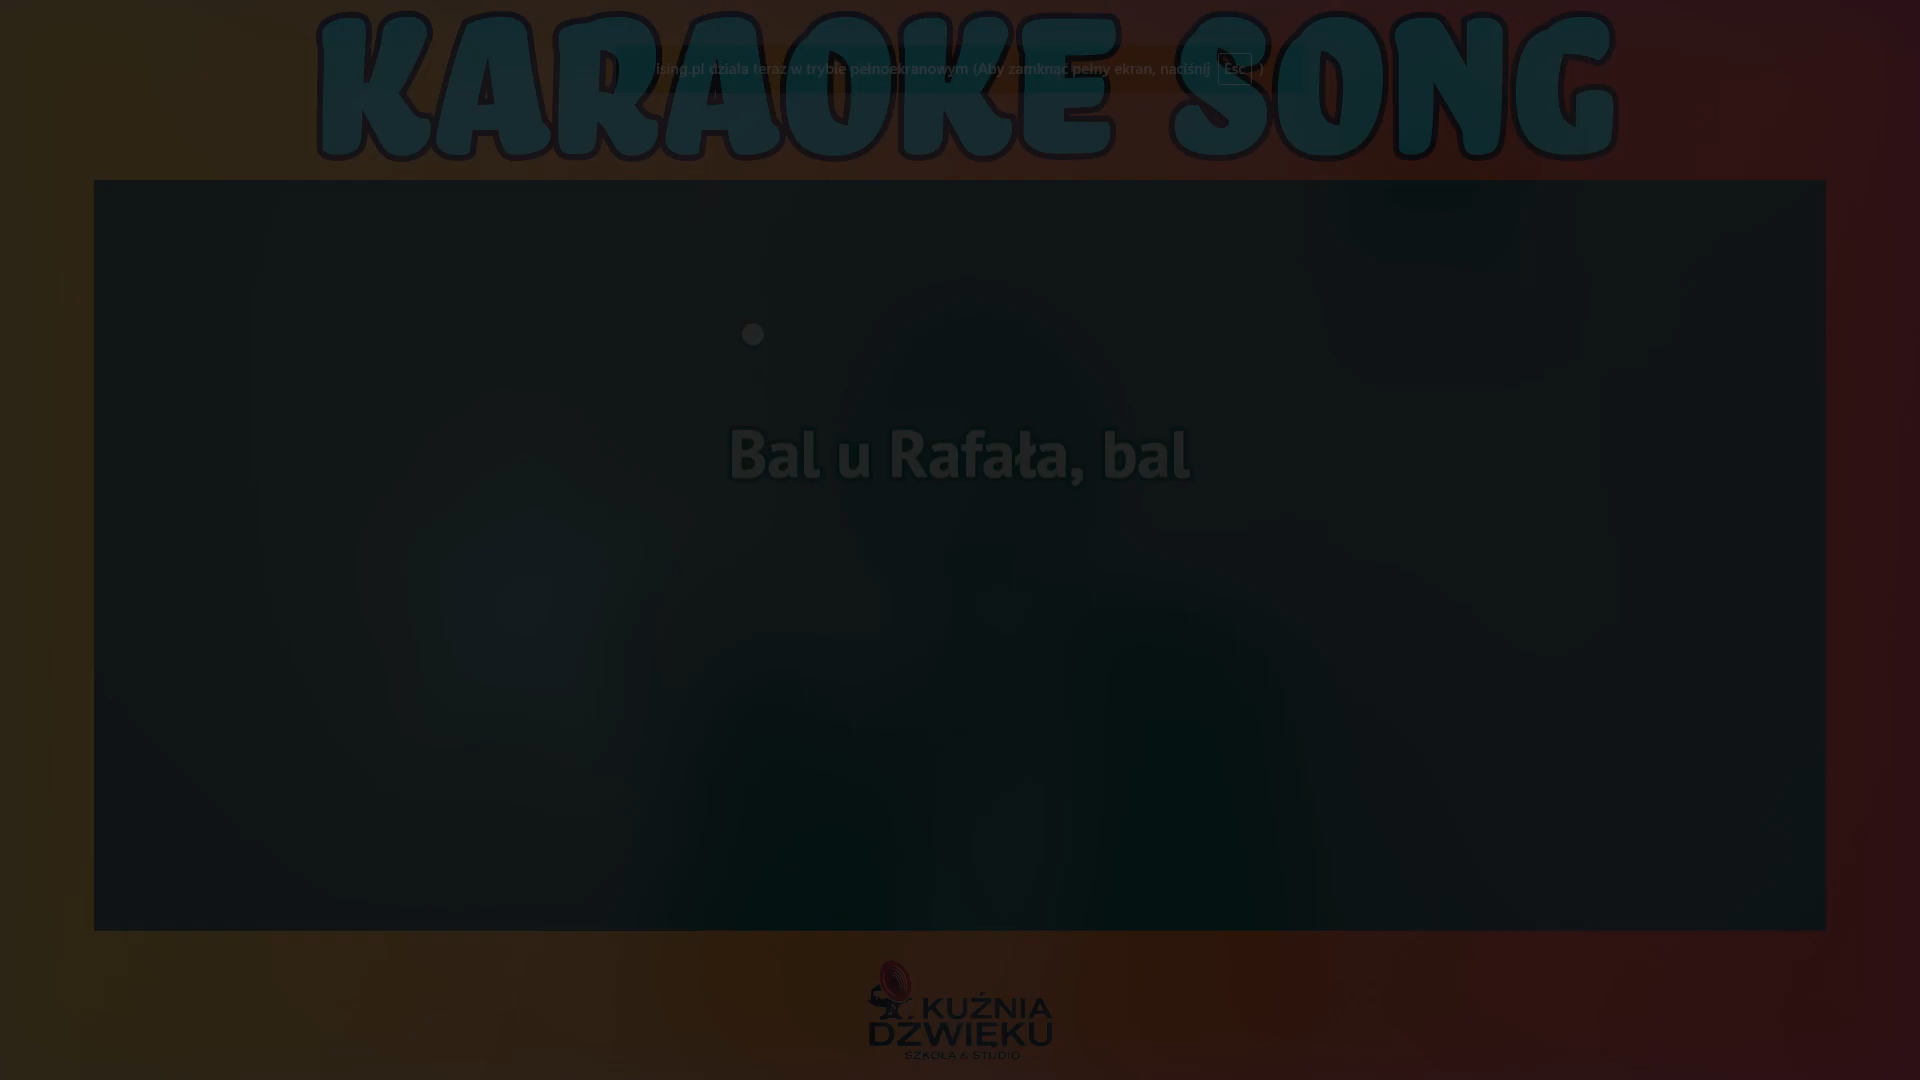 KARAOKE SONG
ising.pl działa teraz w trybie pełnoekranowym (Aby zamknąć pełny ekran, naciśnij Esc )
Bal u Rafała, bal
KUŹNIA
DŹWIĘKU
SZKOŁA & STUDIO